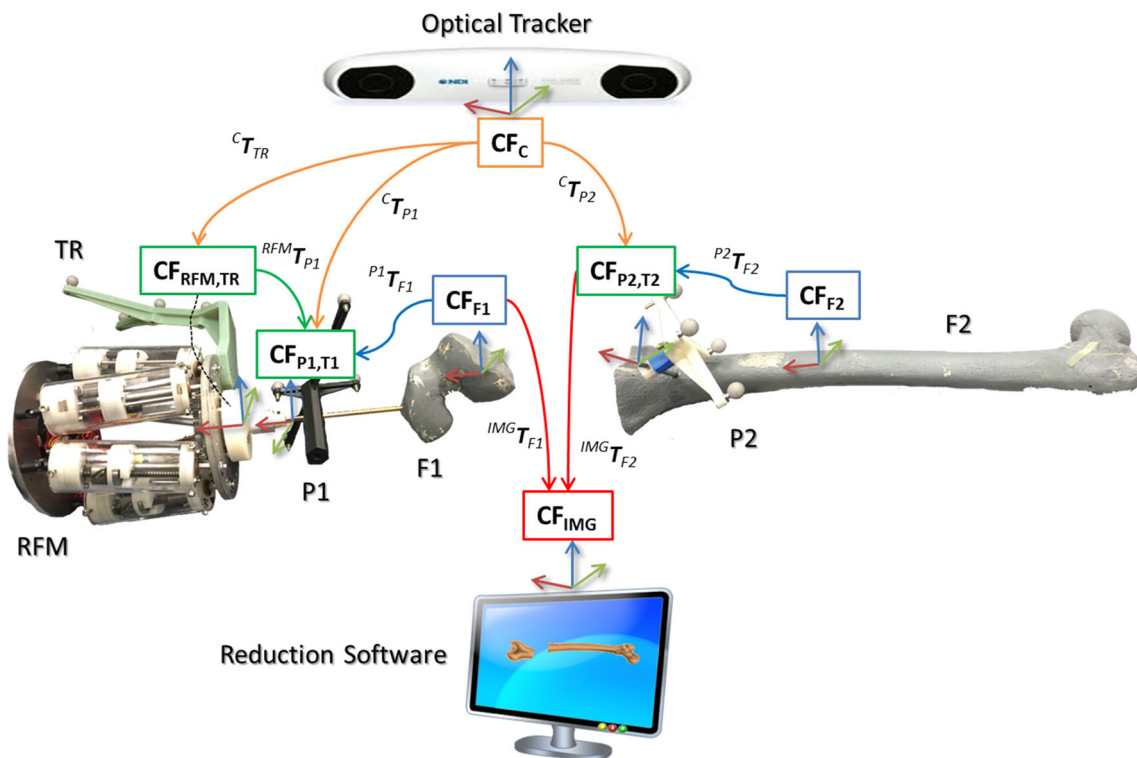 Optical Tracker
NDI
CF_C
^C T_TR
^C T_P1
^C T_P2
TR
CF_RFM,TR
^RFM T_P1
^P1 T_F1
CF_F1
CF_P2,T2
^P2 T_F2
CF_F2
F2
CF_P1,T1
P1
F1
^IMG T_F1
^IMG T_F2
P2
RFM
CF_IMG
Reduction Software